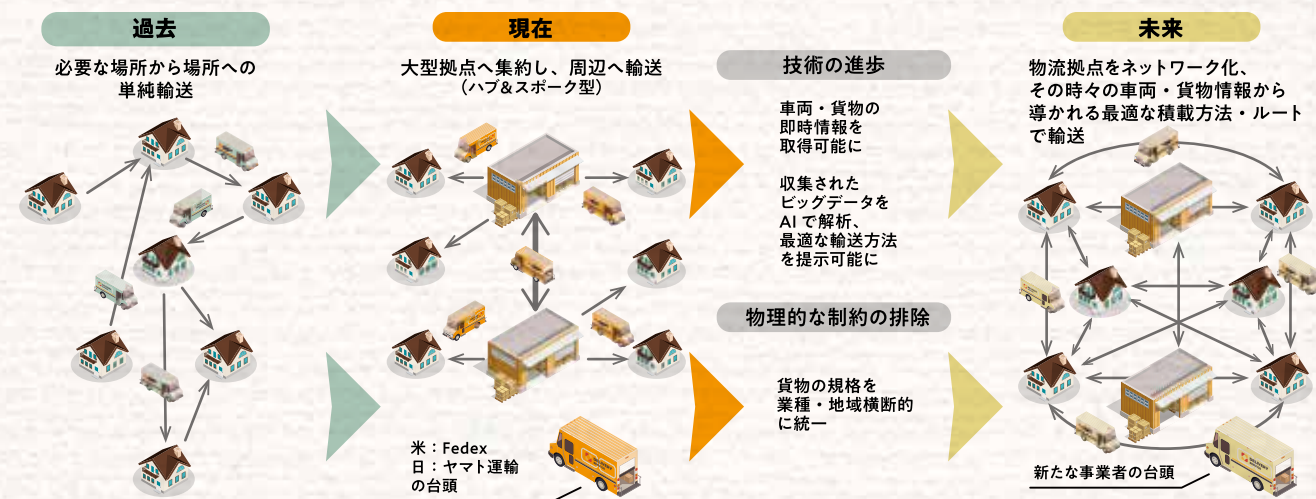 過去
必要な場所から場所への
単純輸送
現在
大型拠点へ集約し、周辺へ輸送
（ハブ＆スポーク型）
米：Fedex
日：ヤマト運輸
の台頭
技術の進歩
車両・貨物の
即時情報を
取得可能に
収集された
ビッグデータを
AIで解析、
最適な輸送方法
を提示可能に
物理的な制約の排除
貨物の規格を
業種・地域横断的
に統一
未来
物流拠点をネットワーク化、
その時々の車両・貨物情報から
導かれる最適な積載方法・ルート
で輸送
新たな事業者の台頭